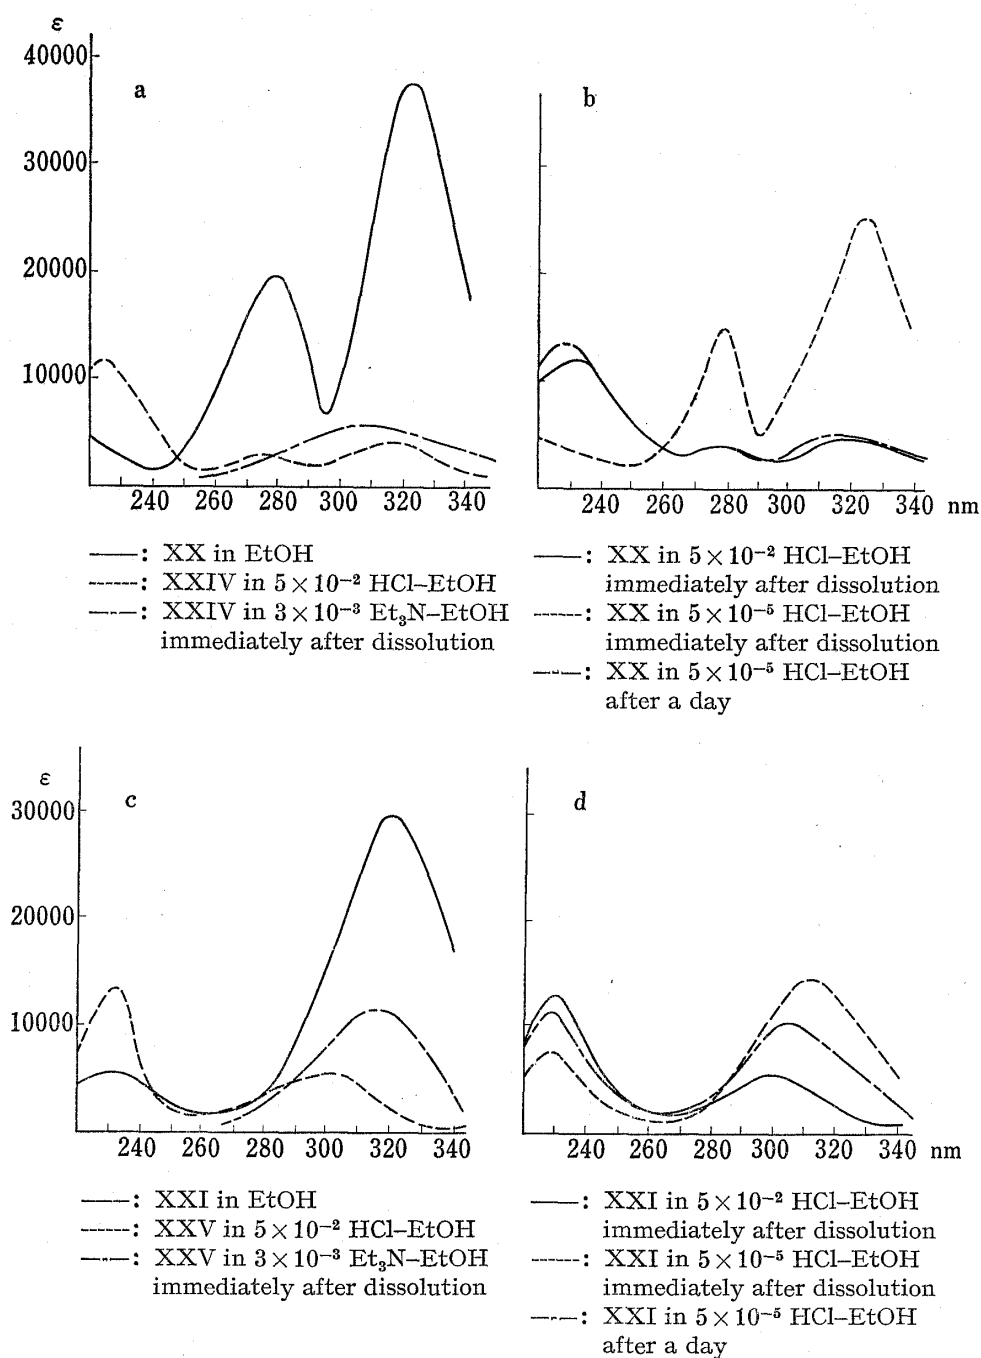 ε
40000
30000
20000
10000
a
240 260 280 300 320 340
b
240 260 280 300 320 340 nm
——: XX in EtOH
-----: XXIV in 5×10⁻² HCl–EtOH
—-—: XXIV in 3×10⁻³ Et₃N–EtOH
immediately after dissolution
——: XX in 5×10⁻² HCl–EtOH
immediately after dissolution
-----: XX in 5×10⁻⁵ HCl–EtOH
immediately after dissolution
—-—: XX in 5×10⁻⁵ HCl–EtOH
after a day
ε
30000
20000
10000
c
240 260 280 300 320 340
d
240 260 280 300 320 340 nm
——: XXI in EtOH
-----: XXV in 5×10⁻² HCl–EtOH
—-—: XXV in 3×10⁻³ Et₃N–EtOH
immediately after dissolution
——: XXI in 5×10⁻² HCl–EtOH
immediately after dissolution
-----: XXI in 5×10⁻⁵ HCl–EtOH
immediately after dissolution
—-—: XXI in 5×10⁻⁵ HCl–EtOH
after a day